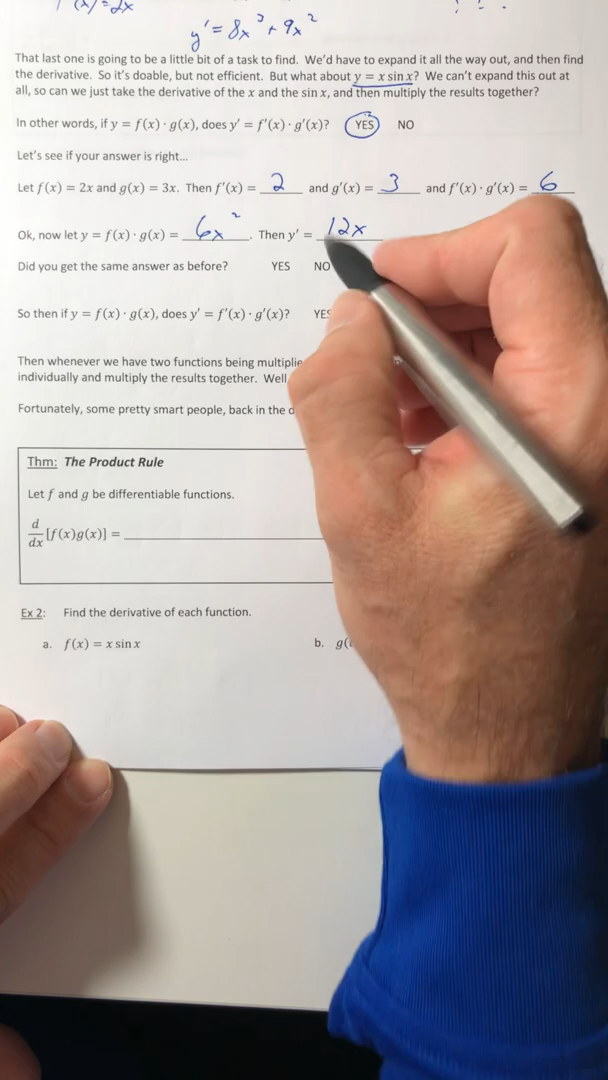 y' = 8x³ + 9x²
That last one is going to be a little bit of a task to find. We'd have to expand it all the way out, and then find
the derivative. So it's doable, but not efficient. But what about y = x sin x? We can't expand this out at
all, so can we just take the derivative of the x and the sin x, and then multiply the results together?
In other words, if y = f(x) · g(x), does y' = f'(x) · g'(x)? YES NO
Let's see if your answer is right...
Let f(x) = 2x and g(x) = 3x. Then f'(x) = 2 and g'(x) = 3 and f'(x) · g'(x) = 6
Ok, now let y = f(x) · g(x) = 6x². Then y' = 12x
Did you get the same answer as before? YES NO
So then if y = f(x) · g(x), does y' = f'(x) · g'(x)? YES
Then whenever we have two functions being
individually and multiply the results together. Well
Fortunately, some pretty smart people, back in the
Thm: The Product Rule
Let f and g be differentiable functions.
d/dx [f(x)g(x)] =
Ex 2: Find the derivative of each function.
a. f(x) = x sin x b. g(